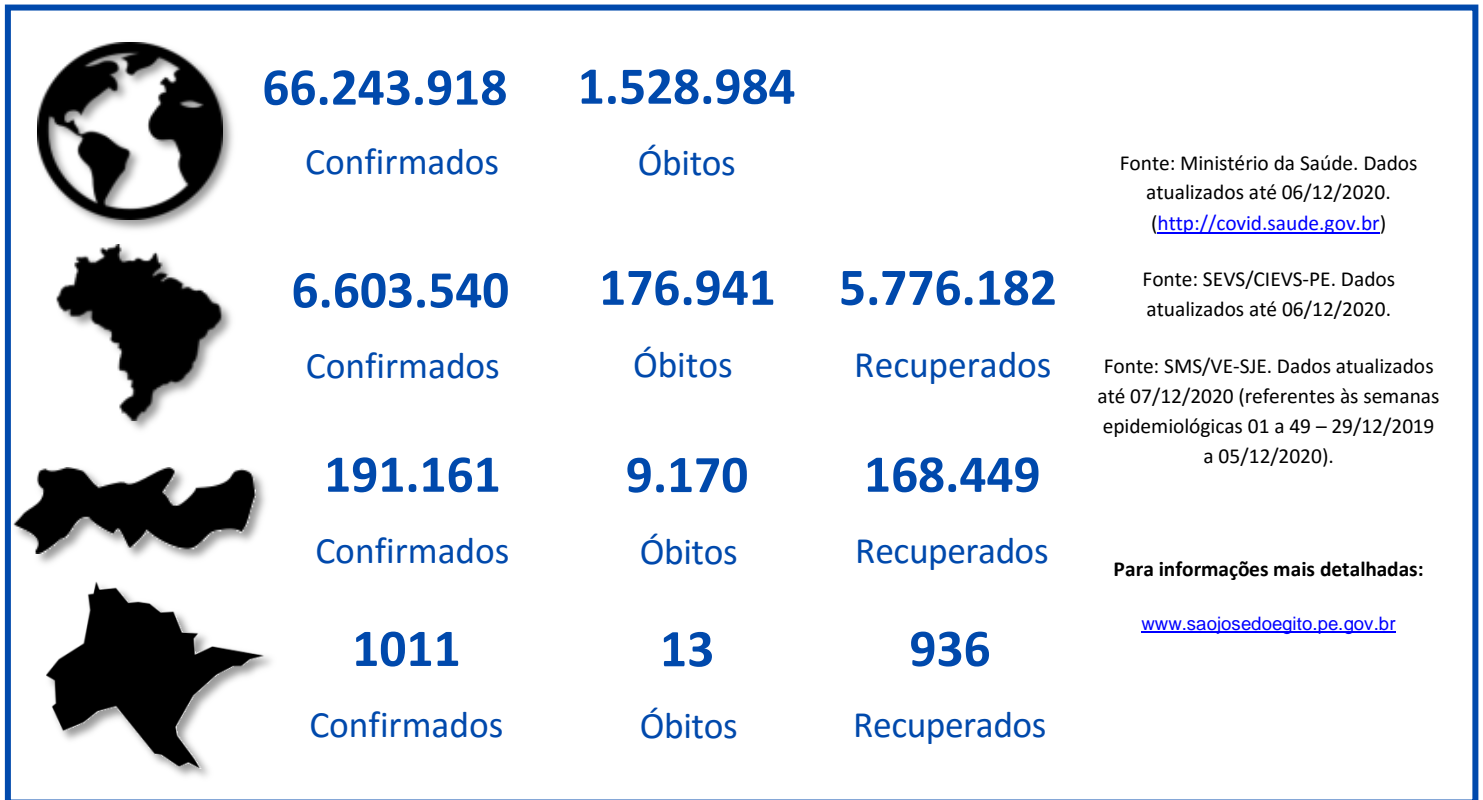 66.243.918 1.528.984
Confirmados Óbitos
6.603.540 176.941 5.776.182
Confirmados Óbitos Recuperados
191.161 9.170 168.449
Confirmados Óbitos Recuperados
1011 13 936
Confirmados Óbitos Recuperados
Fonte: Ministério da Saúde. Dados
atualizados até 06/12/2020.
(http://covid.saude.gov.br)
Fonte: SEVS/CIEVS-PE. Dados
atualizados até 06/12/2020.
Fonte: SMS/VE-SJE. Dados atualizados
até 07/12/2020 (referentes às semanas
epidemiológicas 01 a 49 – 29/12/2019
a 05/12/2020).
Para informações mais detalhadas:
www.saojosedoegito.pe.gov.br